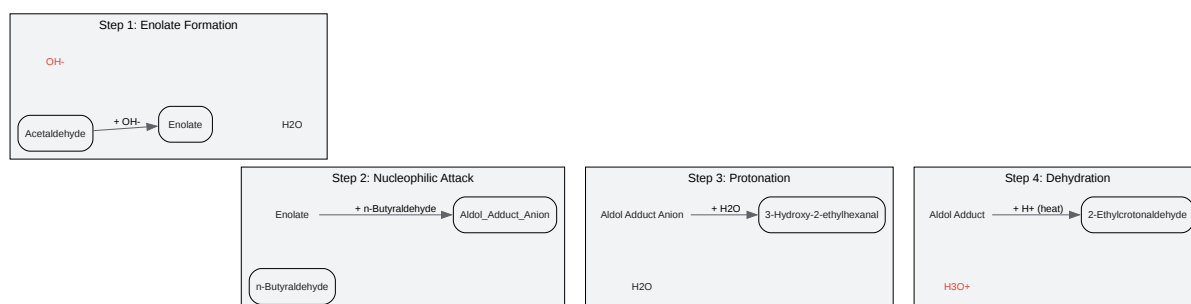 Step 1: Enolate Formation
OH-
Acetaldehyde
+ OH-
Enolate
H2O
Step 2: Nucleophilic Attack
Enolate
+ n-Butyraldehyde
Aldol_Adduct_Anion
n-Butyraldehyde
Step 3: Protonation
Aldol Adduct Anion
+ H2O
3-Hydroxy-2-ethylhexanal
H2O
Step 4: Dehydration
Aldol Adduct
+ H+ (heat)
2-Ethylcrotonaldehyde
H3O+